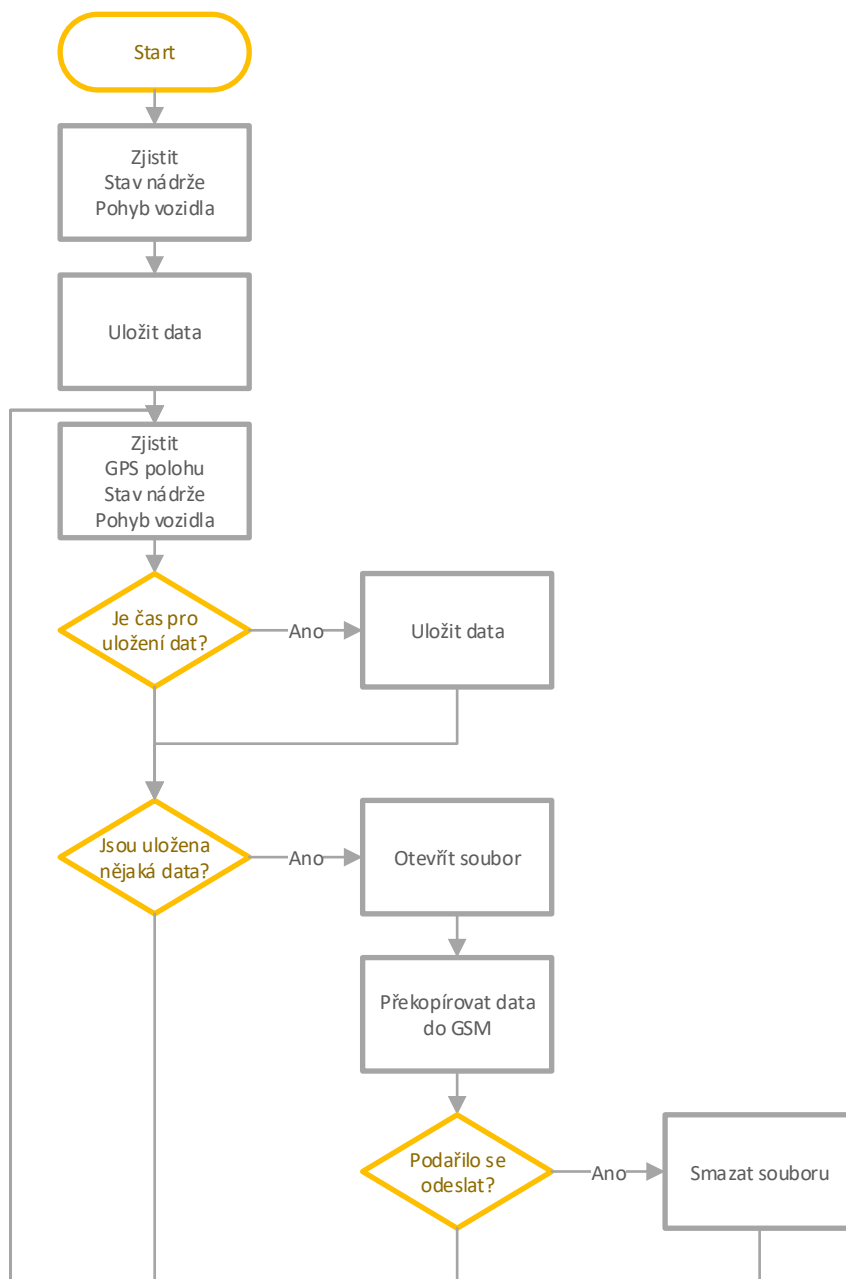 Start
Zjistit
Stav nádrže
Pohyb vozidla
Uložit data
Zjistit
GPS polohu
Stav nádrže
Pohyb vozidla
Je čas pro
uložení dat?
Ano
Uložit data
Jsou uložena
nějaká data?
Ano
Otevřít soubor
Překopírovat data
do GSM
Podařilo se
odeslat?
Ano
Smazat souboru